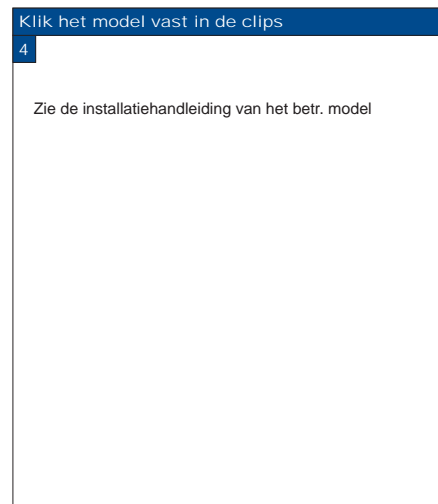 Klik het model vast in de clips
4
Zie de installatiehandleiding van het betr. model